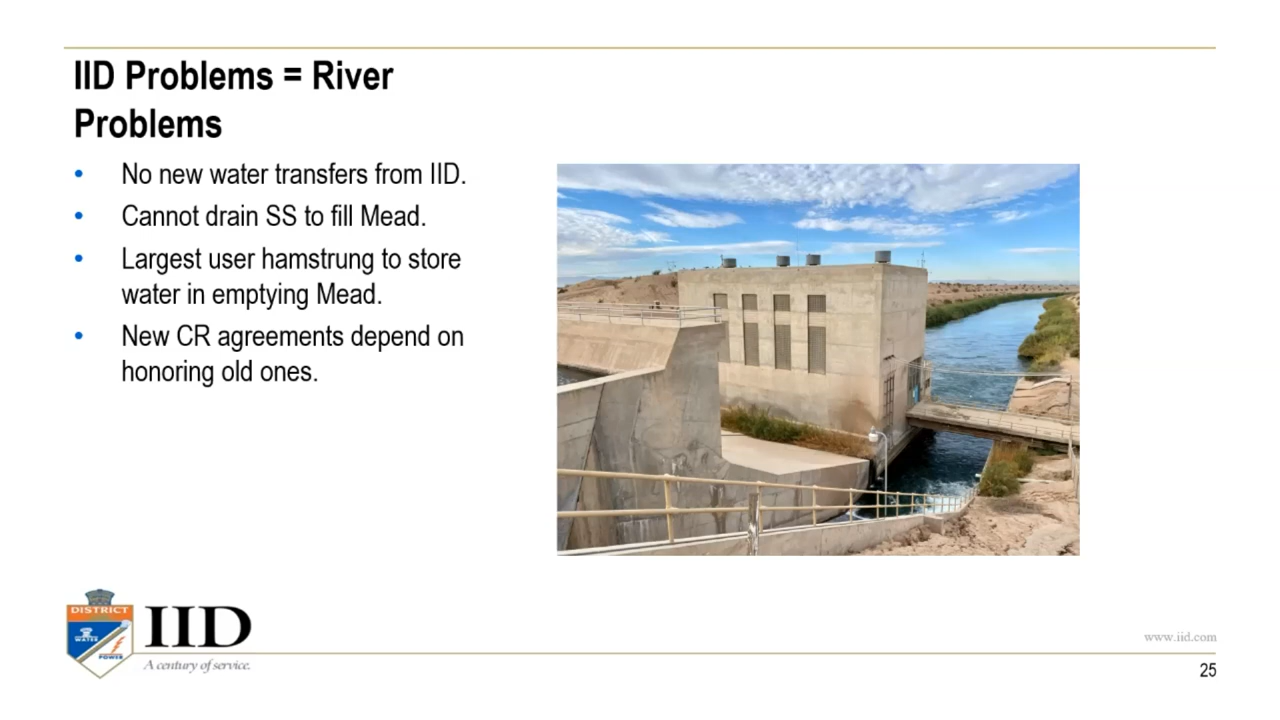 IID Problems = River
Problems
• No new water transfers from IID.
• Cannot drain SS to fill Mead.
• Largest user hamstrung to store
water in emptying Mead.
• New CR agreements depend on
honoring old ones.
DISTRICT
WATER
POWER
IID
A century of service.
www.iid.com
25